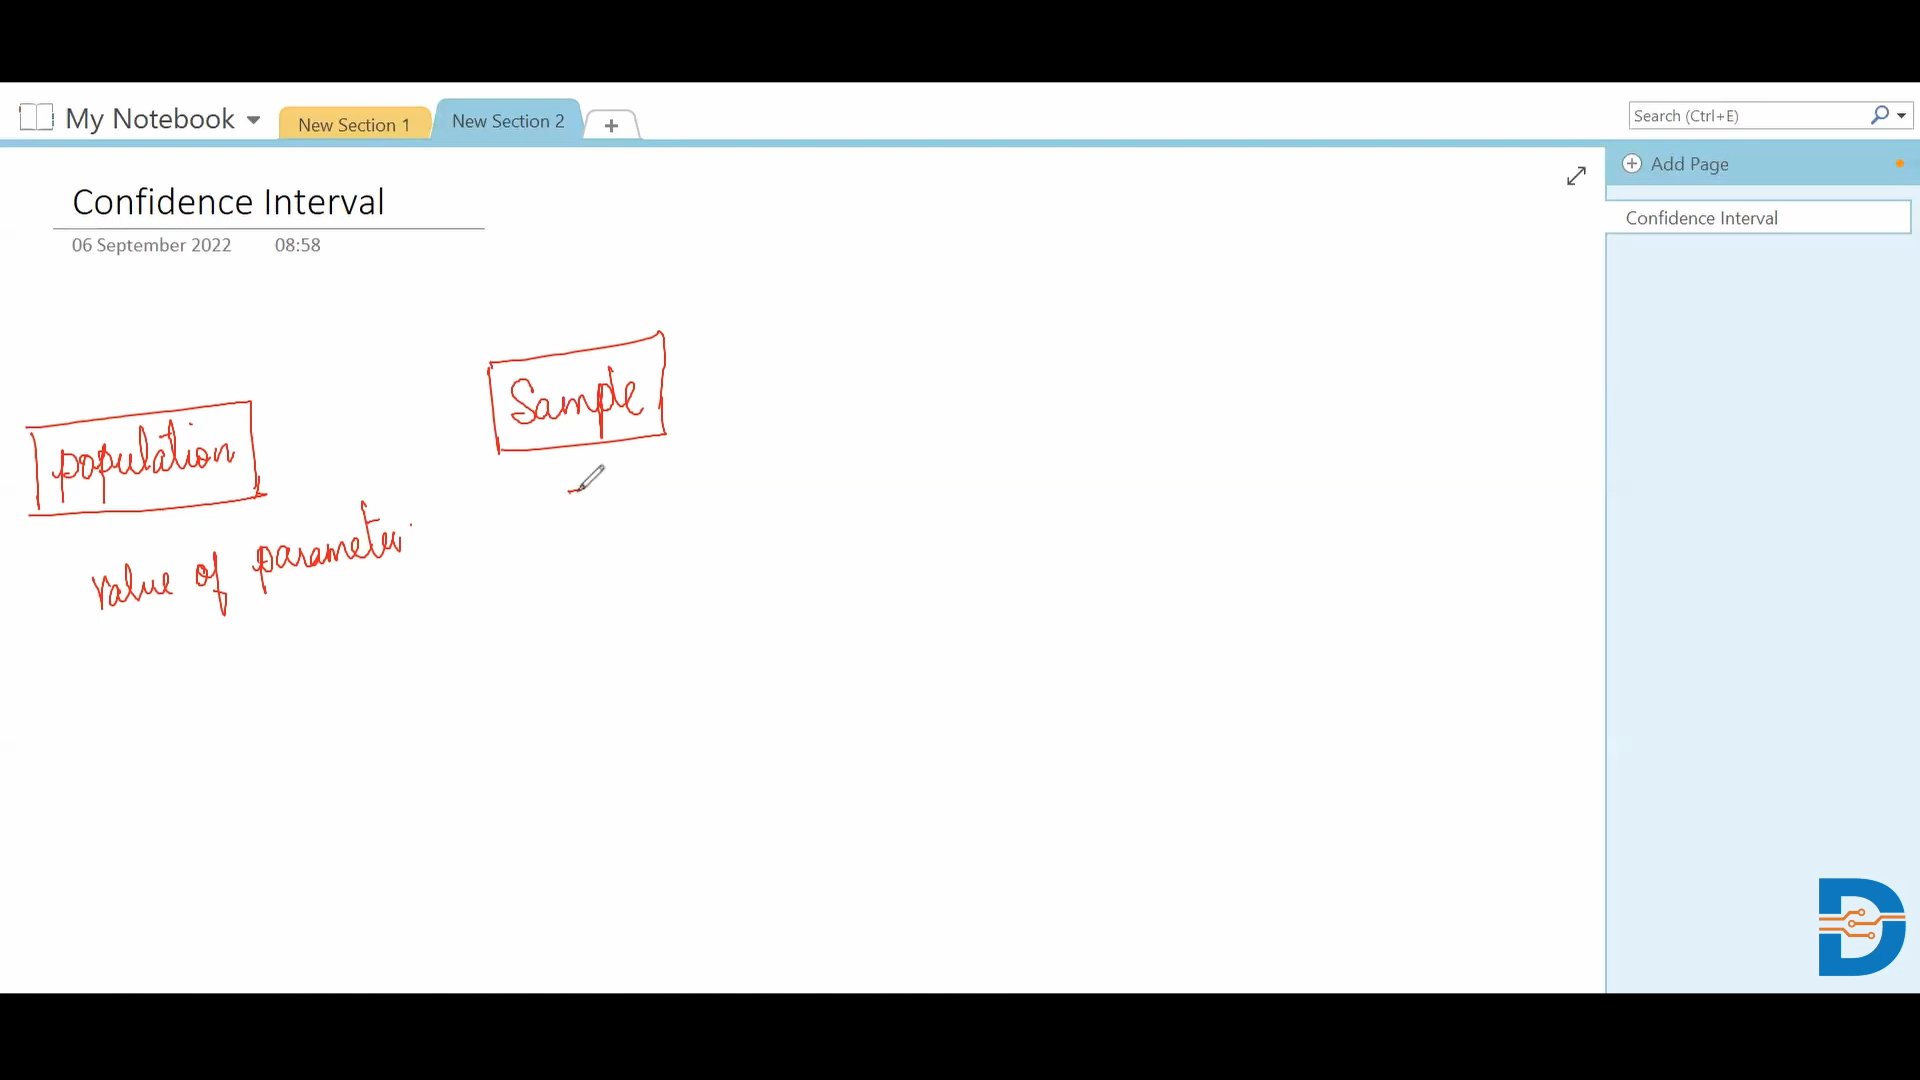 My Notebook
New Section 1
New Section 2
Search (Ctrl+E)
Add Page
Confidence Interval
Confidence Interval
06 September 2022 08:58
Sample
population
Value of parameter